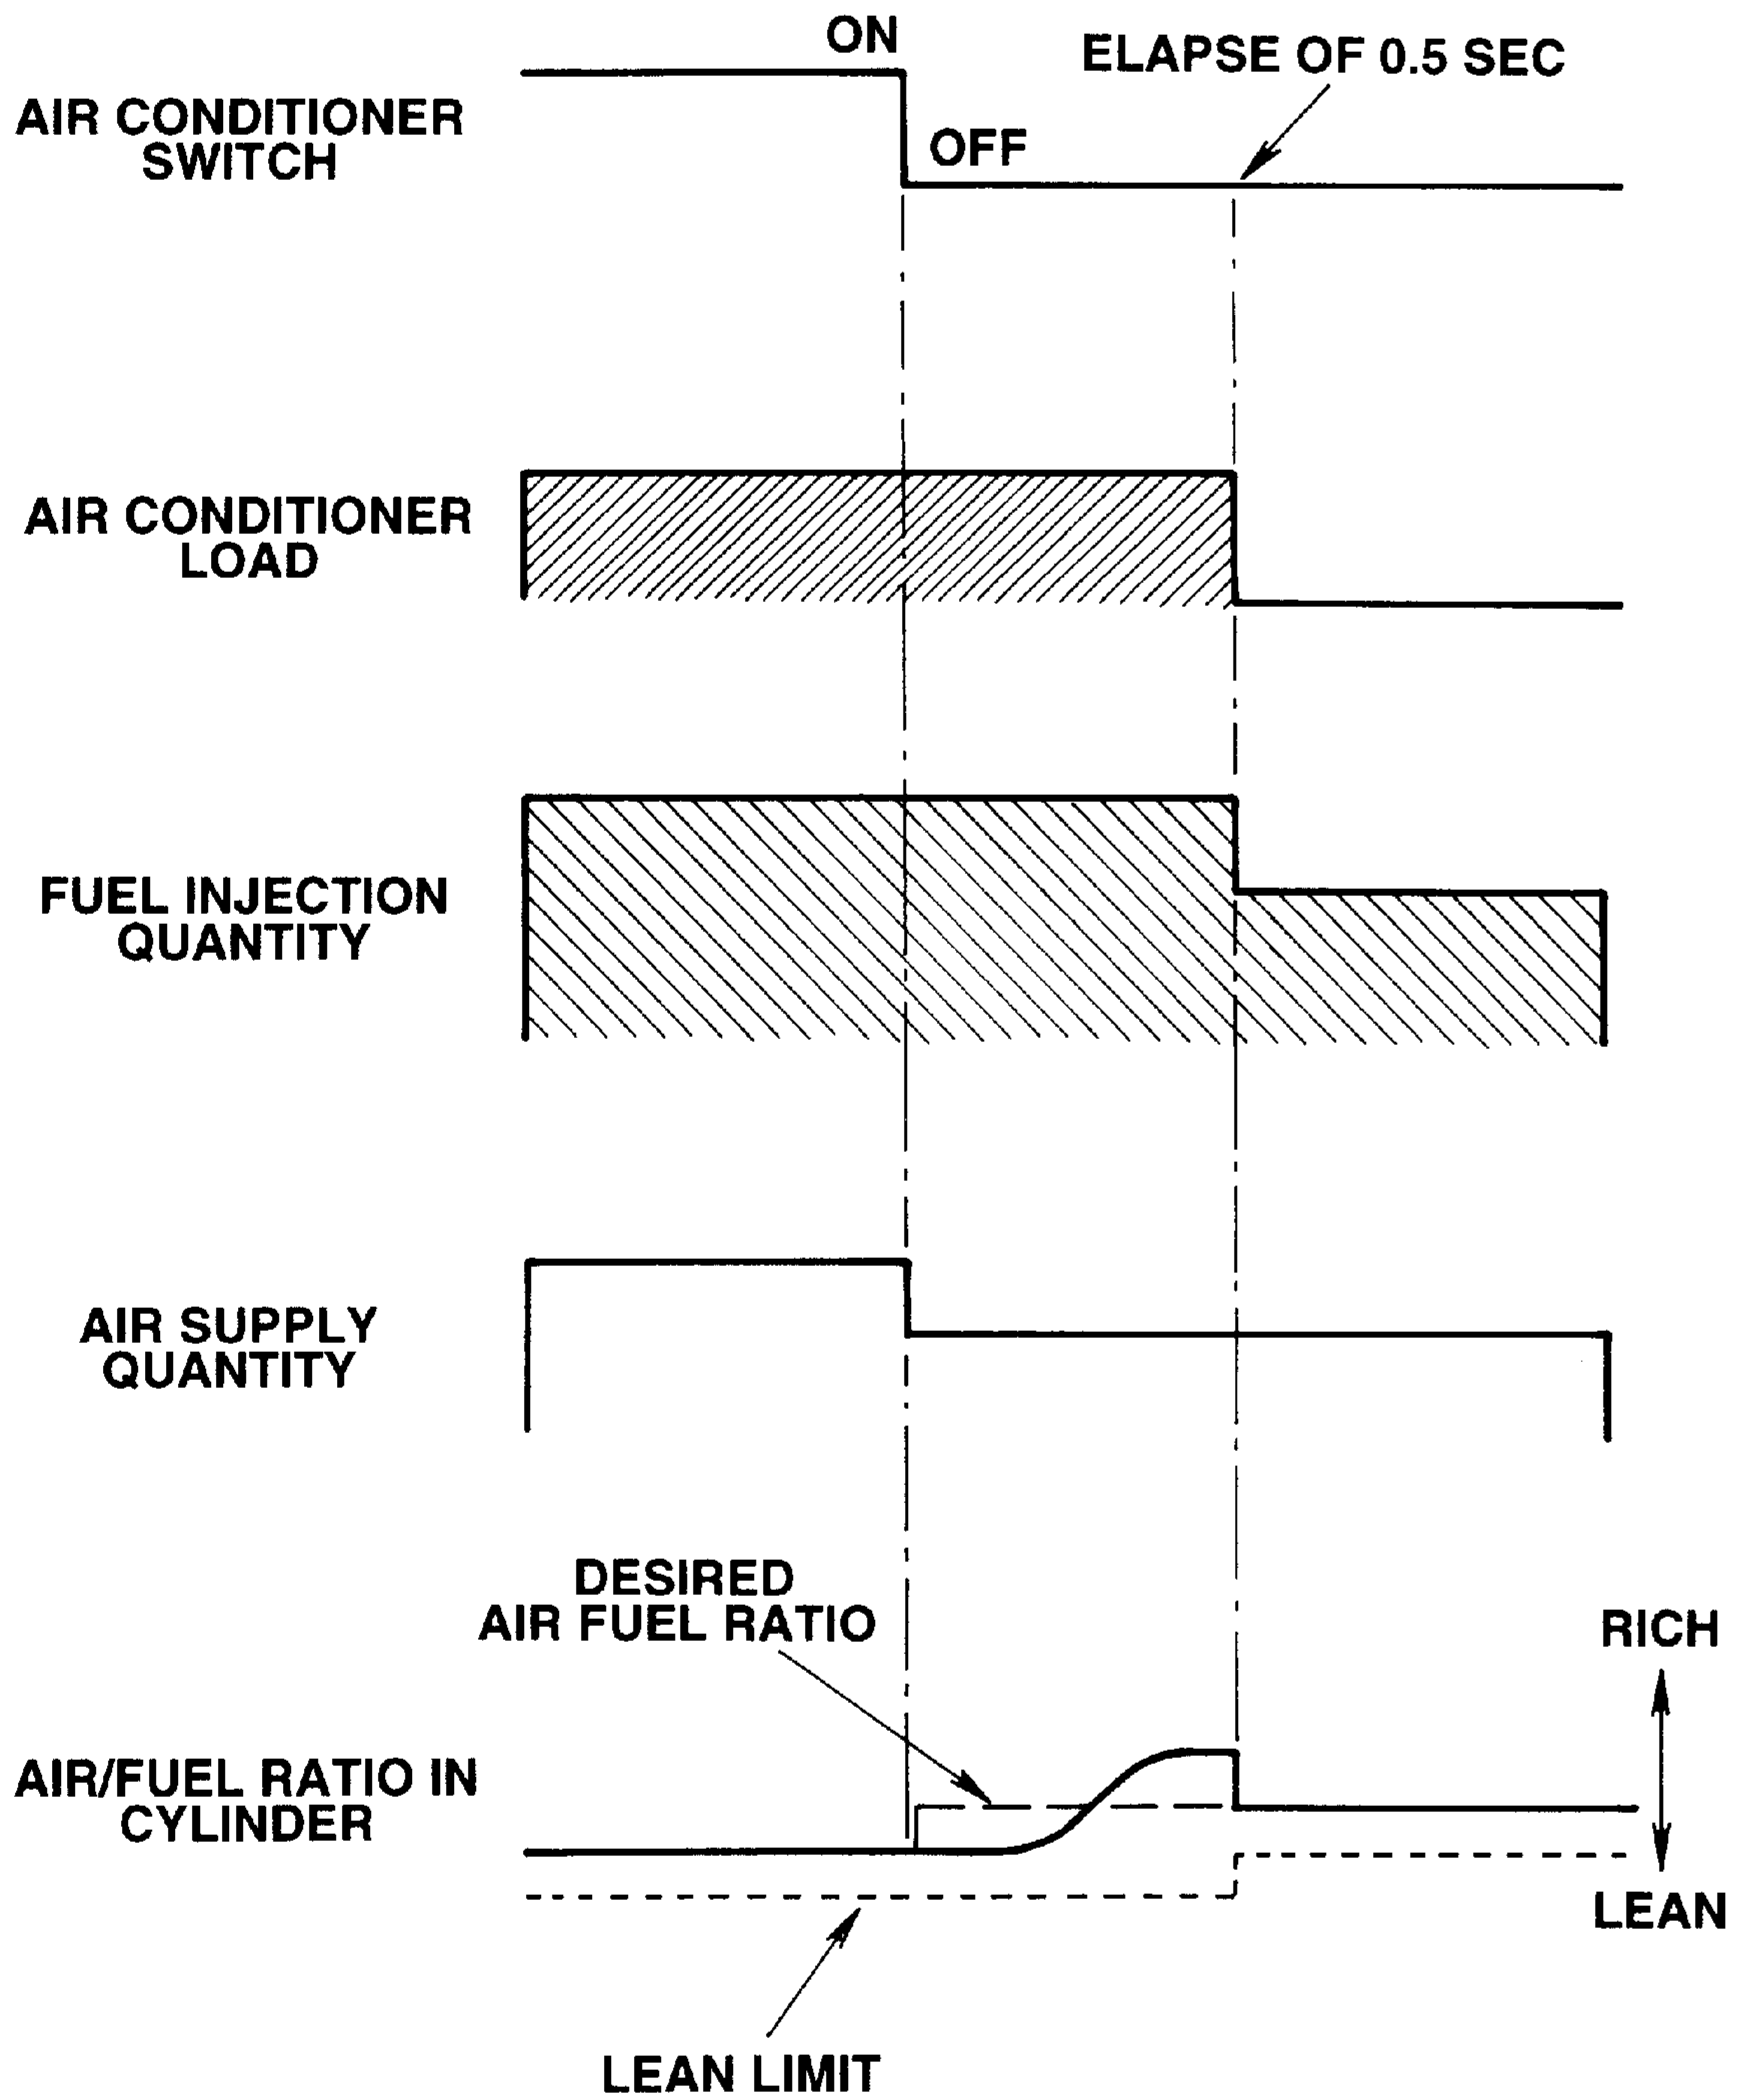 ON
ELAPSE OF 0.5 SEC
AIR CONDITIONER
SWITCH
OFF
AIR CONDITIONER
LOAD
FUEL INJECTION
QUANTITY
AIR SUPPLY
QUANTITY
DESIRED
AIR FUEL RATIO
RICH
AIR/FUEL RATIO IN
CYLINDER
LEAN
LEAN LIMIT